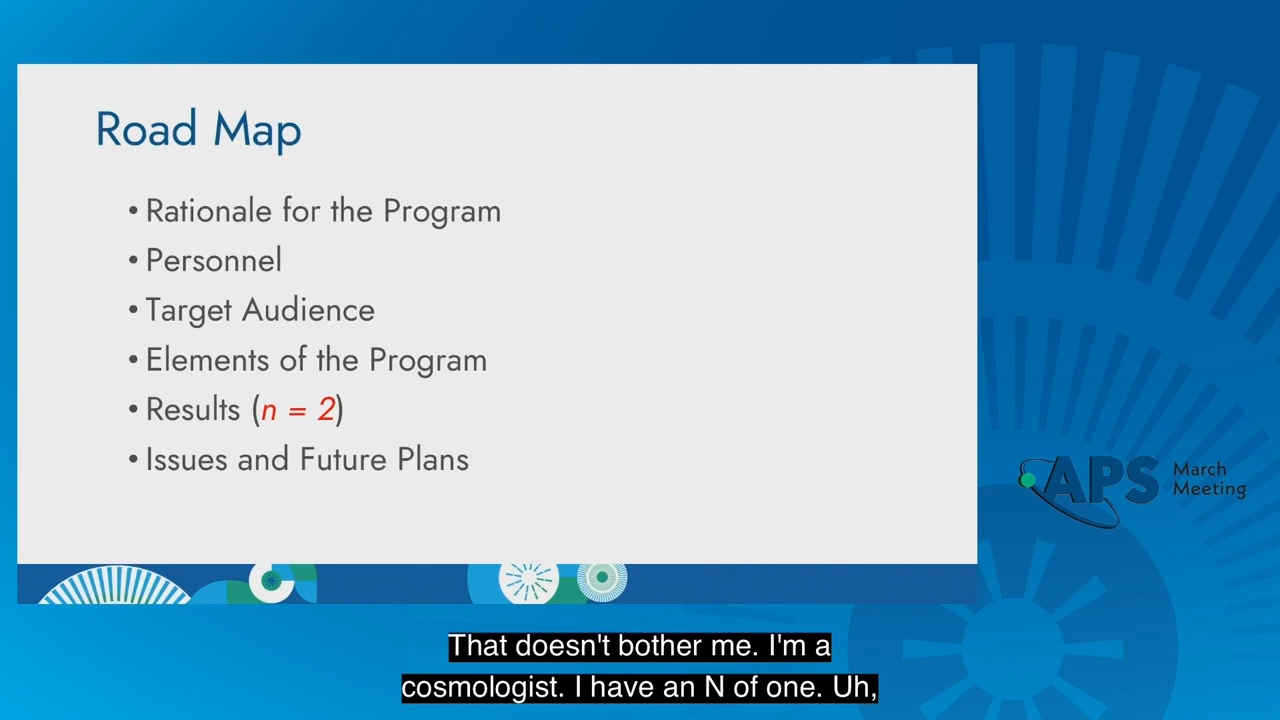 Road Map
• Rationale for the Program
• Personnel
• Target Audience
• Elements of the Program
• Results (n = 2)
• Issues and Future Plans
APS March
Meeting
That doesn't bother me. I'm a
cosmologist. I have an N of one. Uh,